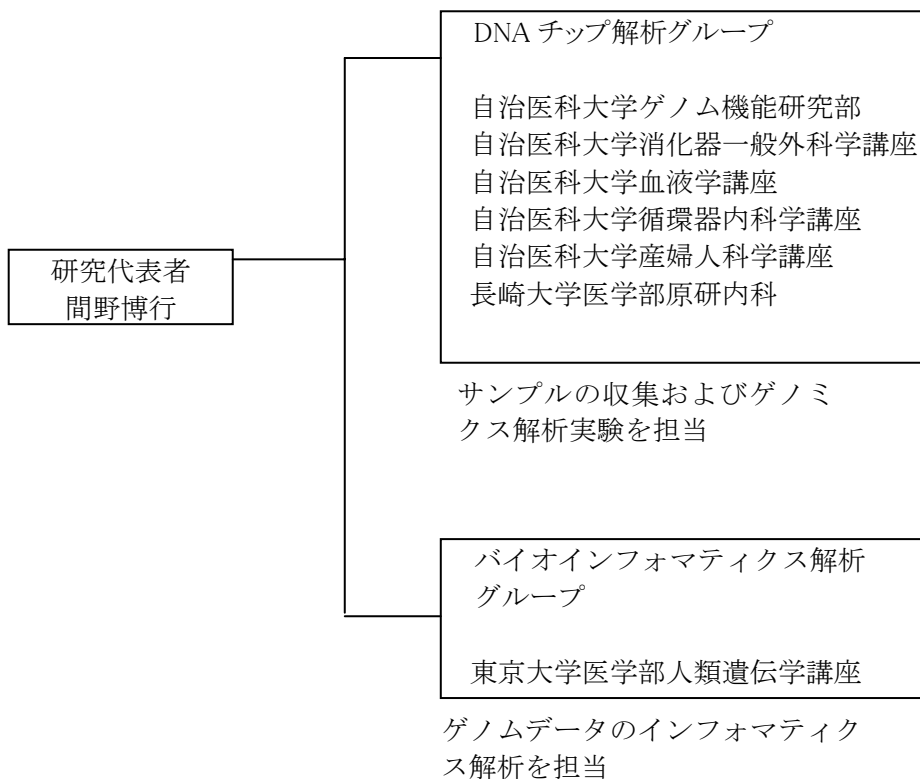 研究代表者
間野博行
DNA チップ解析グループ
自治医科大学ゲノム機能研究部
自治医科大学消化器一般外科学講座
自治医科大学血液学講座
自治医科大学循環器内科学講座
自治医科大学産婦人科学講座
長崎大学医学部原研内科
サンプルの収集およびゲノミ
クス解析実験を担当
バイオインフォマティクス解析
グループ
東京大学医学部人類遺伝学講座
ゲノムデータのインフォマティク
ス解析を担当